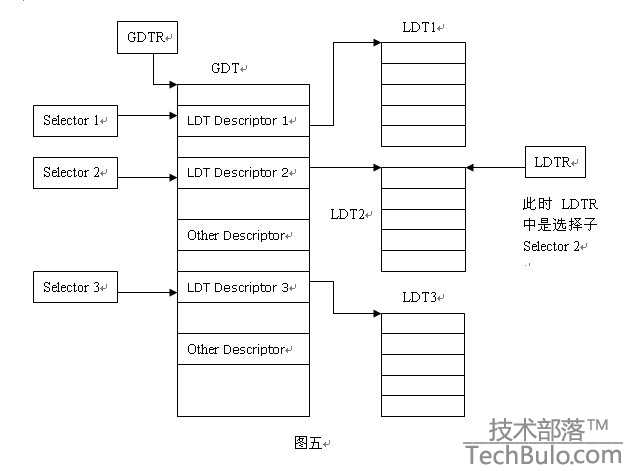 GDTR
LDT1
GDT
Selector 1
LDT Descriptor 1
Selector 2
LDT Descriptor 2
LDTR
LDT2
此时 LDTR
中是选择子
Selector 2
Other Descriptor
Selector 3
LDT Descriptor 3
LDT3
Other Descriptor
图五
技术部落™
TechBulo.com